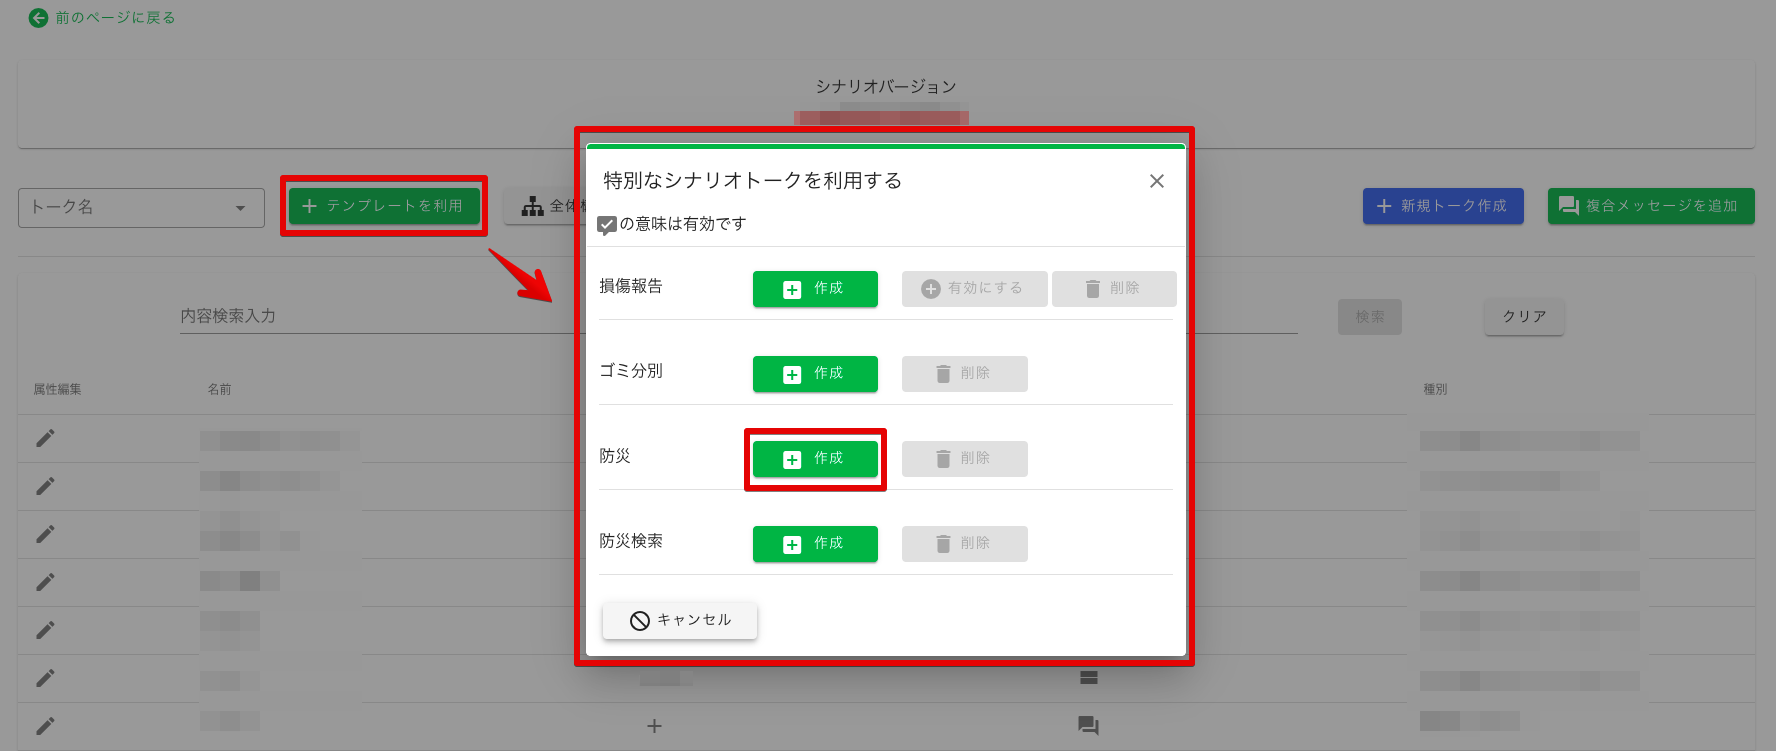 前のページに戻る
シナリオバージョン
トーク名
テンプレートを利用
全体
新規トーク作成
複合メッセージを追加
特別なシナリオトークを利用する
の意味は有効です
損傷報告
作成
有効にする
削除
内容検索入力
検索
クリア
ゴミ分別
作成
削除
属性編集
名前
種別
防災
作成
削除
防災検索
作成
削除
キャンセル